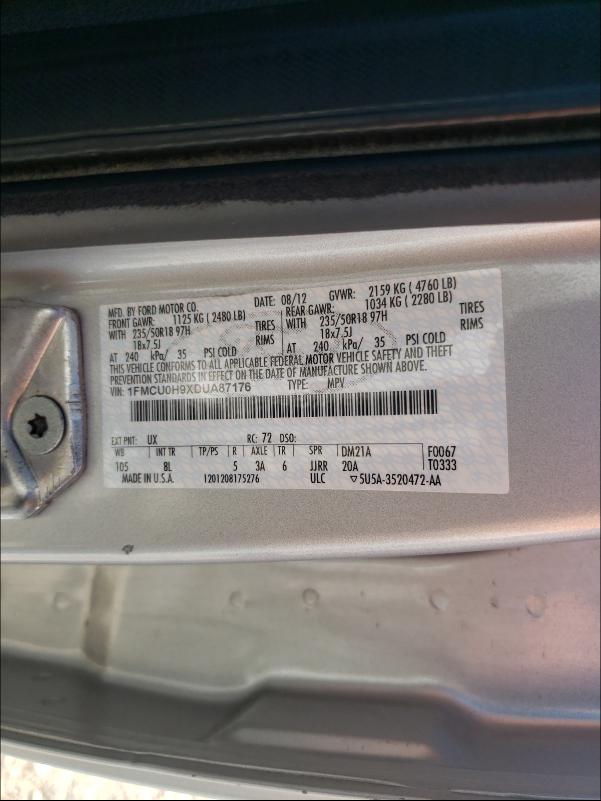 MFD. BY FORD MOTOR CO. DATE: 08/12 GVWR: 2159 KG ( 4760 LB)
FRONT GAWR: 1125 KG ( 2480 LB) REAR GAWR: 1034 KG ( 2280 LB)
WITH 235/50R18 97H TIRES WITH 235/50R18 97H TIRES
18x7.5J RIMS 18x7.5J RIMS
AT 240 kPa/ 35 PSI COLD AT 240 kPa/ 35 PSI COLD
THIS VEHICLE CONFORMS TO ALL APPLICABLE FEDERAL MOTOR VEHICLE SAFETY AND THEFT
PREVENTION STANDARDS IN EFFECT ON THE DATE OF MANUFACTURE SHOWN ABOVE.
VIN: 1FMCU0H9XDUA87176 TYPE: MPV
EXT PNT: UX RC: 72 DSO:
WB INT TR TP/PS R AXLE TR SPR DM21A F0067
105 8L 5 3A 6 JJRR 20A T0333
MADE IN U.S.A. 1201208175276 ULC ▽5U5A-3520472-AA